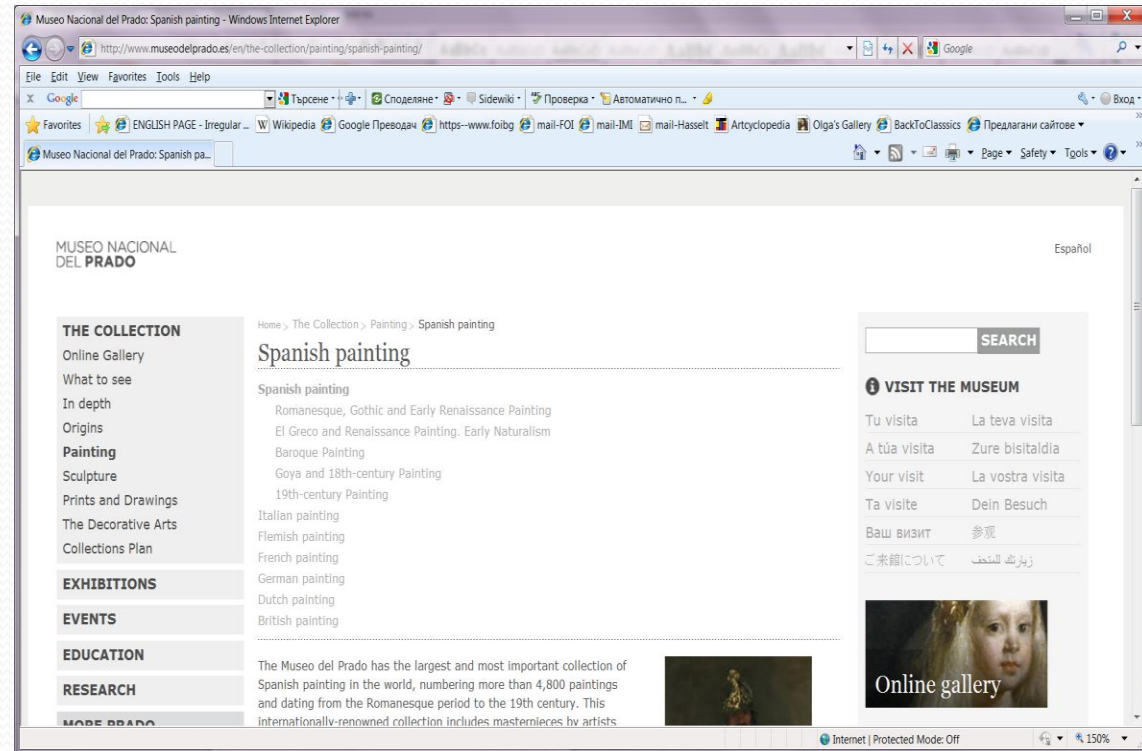 Museo Nacional del Prado: Spanish painting - Windows Internet Explorer
http://www.museodelprado.es/en/the-collection/painting/spanish-painting/
Google
File Edit View Favorites Tools Help
X Google Търсене Споделяне Sidewiki Проверка Автоматично п... Вход
Favorites ENGLISH PAGE - Irregular ... Wikipedia Google Преводач https--www.foibg mail-FOI mail-IMI mail-Hasselt Artcyclopedia Olga's Gallery BackToClasssics Предлагани сайтове
Museo Nacional del Prado: Spanish pa... Page Safety Tools
MUSEO NACIONAL
DEL PRADO
Español
THE COLLECTION
Online Gallery
What to see
In depth
Origins
Painting
Sculpture
Prints and Drawings
The Decorative Arts
Collections Plan
EXHIBITIONS
EVENTS
EDUCATION
RESEARCH
MORE PRADO
Home > The Collection > Painting > Spanish painting
Spanish painting
Spanish painting
Romanesque, Gothic and Early Renaissance Painting
El Greco and Renaissance Painting. Early Naturalism
Baroque Painting
Goya and 18th-century Painting
19th-century Painting
Italian painting
Flemish painting
French painting
German painting
Dutch painting
British painting
The Museo del Prado has the largest and most important collection of
Spanish painting in the world, numbering more than 4,800 paintings
and dating from the Romanesque period to the 19th century. This
internationally-renowned collection includes masterpieces by artists
SEARCH
VISIT THE MUSEUM
Tu visita La teva visita
A túa visita Zure bisitaldia
Your visit La vostra visita
Ta visite Dein Besuch
Ваш визит 参观
ご来館について زيارتك للمتحف
Online gallery
Internet | Protected Mode: Off 150%